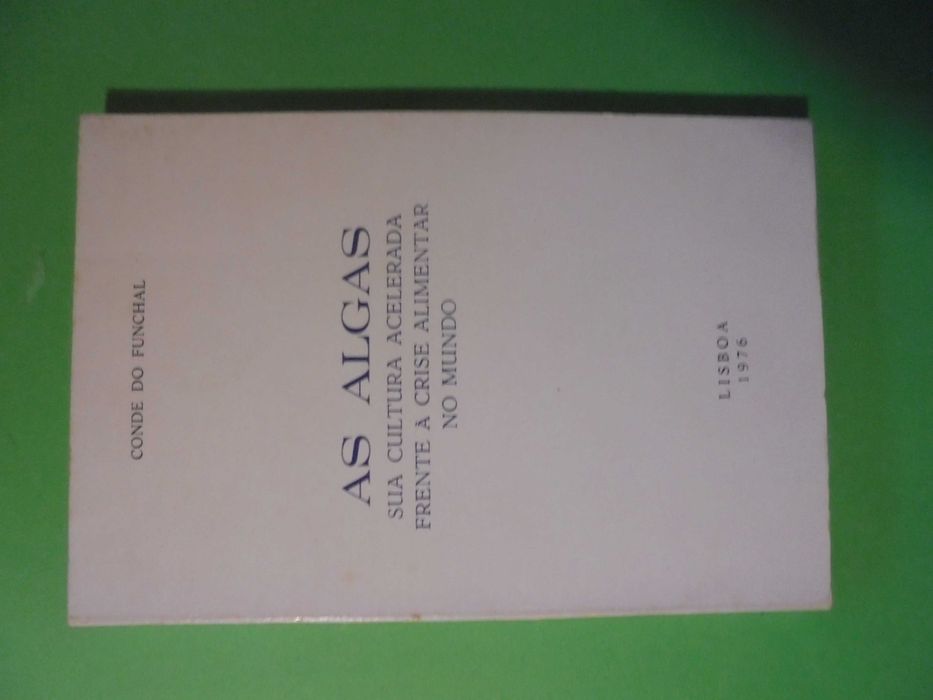 CONDE DO FUNCHAL
AS ALGAS
SUA CULTURA ACELERADA
FRENTE À CRISE ALIMENTAR
NO MUNDO
LISBOA
1976